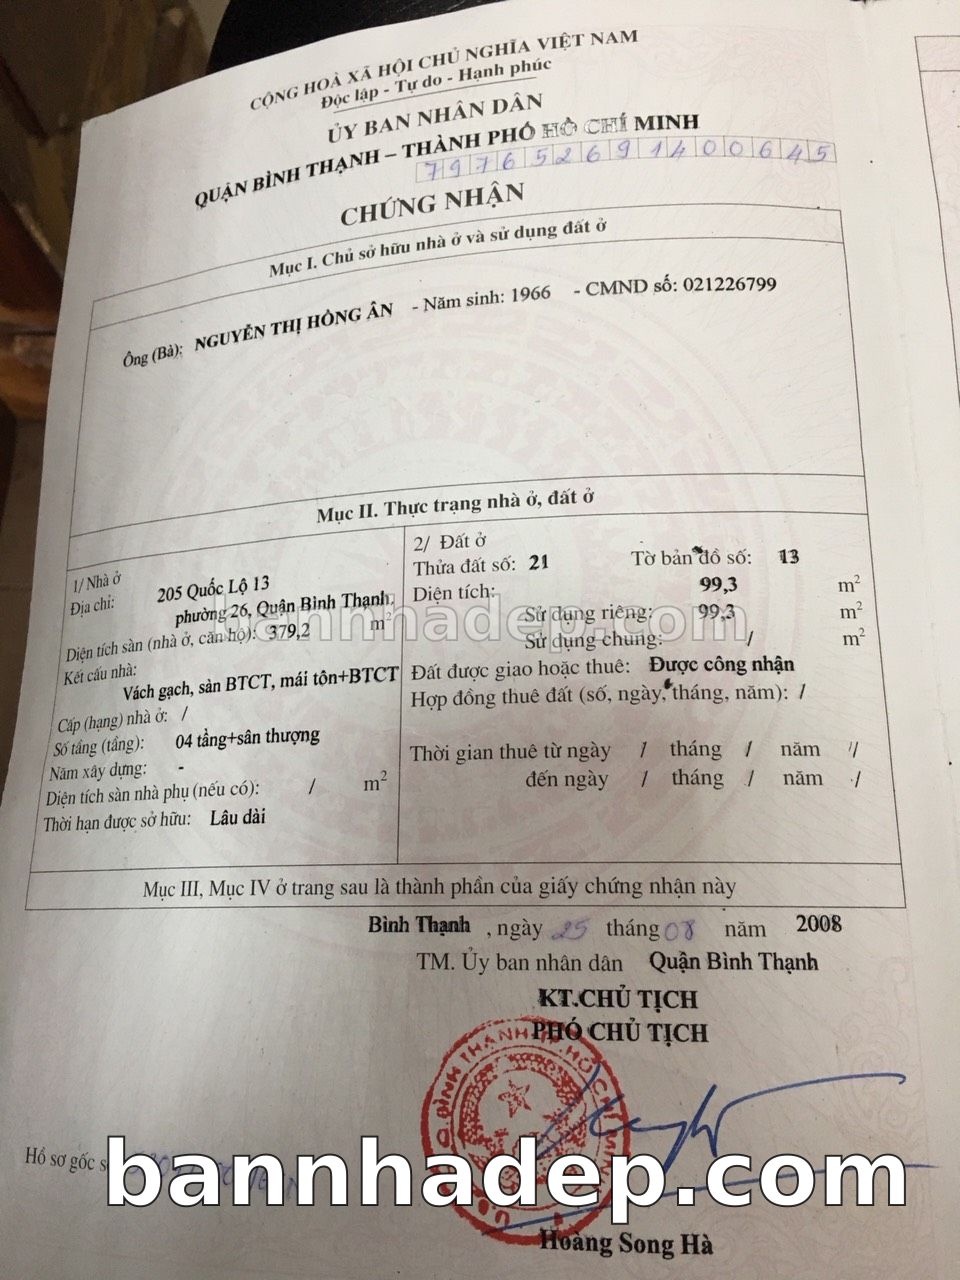 CỘNG HOÀ XÃ HỘI CHỦ NGHĨA VIỆT NAM
Độc lập - Tự do - Hạnh phúc
ỦY BAN NHÂN DÂN
QUẬN BÌNH THẠNH – THÀNH PHỐ HỒ CHÍ MINH
797652691400645
CHỨNG NHẬN
Mục I. Chủ sở hữu nhà ở và sử dụng đất ở
Ông (Bà): NGUYỄN THỊ HỒNG ÂN - Năm sinh: 1966 - CMND số: 021226799
Mục II. Thực trạng nhà ở, đất ở
1/ Nhà ở
Địa chỉ: 205 Quốc Lộ 13
phường 26, Quận Bình Thạnh
Diện tích sàn (nhà ở, căn hộ): 379,2 m2
Kết cấu nhà:
Vách gạch, sàn BTCT, mái tôn+BTCT
Cấp (hạng) nhà ở: /
Số tầng (tầng): 04 tầng+sân thượng
Năm xây dựng: -
Diện tích sàn nhà phụ (nếu có): / m2
Thời hạn được sở hữu: Lâu dài
2/ Đất ở
Thửa đất số: 21 Tờ bản đồ số: 13
Diện tích: 99,3 m2
Sử dụng riêng: 99,3 m2
Sử dụng chung: / m2
Đất được giao hoặc thuê: Được công nhận
Hợp đồng thuê đất (số, ngày, tháng, năm): /
Thời gian thuê từ ngày / tháng / năm /
đến ngày / tháng / năm /
bannhadep.com
Mục III, Mục IV ở trang sau là thành phần của giấy chứng nhận này
Bình Thạnh, ngày 25 tháng 08 năm 2008
TM. Ủy ban nhân dân Quận Bình Thạnh
KT.CHỦ TỊCH
PHÓ CHỦ TỊCH
Hồ sơ gốc s
bannhadep.com
Hoàng Song Hà